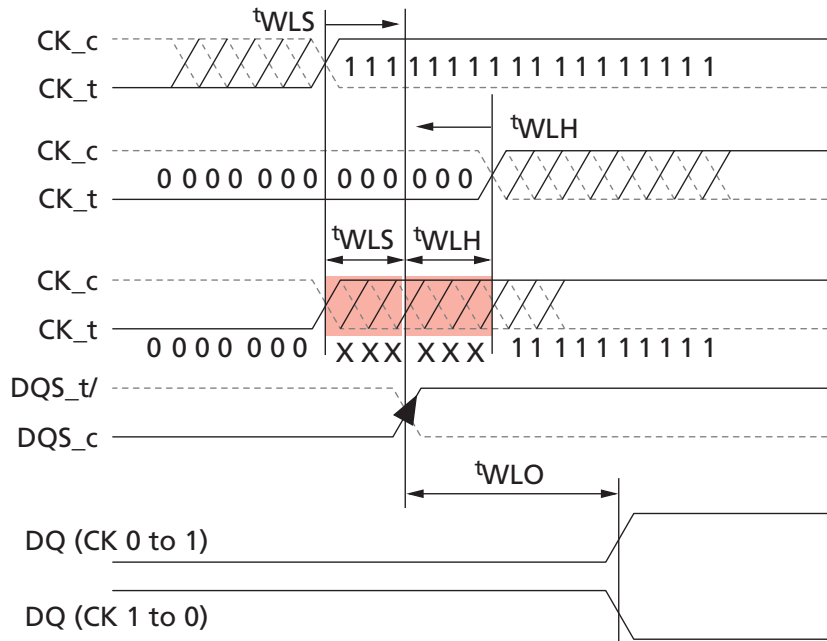 tWLS
CK_c
1 1 1 1 1 1 1 1 1 1 1 1 1 1 1 1 1
CK_t
tWLH
CK_c
0 0 0 0 0 0 0 0 0 0 0 0 0
CK_t
tWLS tWLH
CK_c
CK_t
0 0 0 0 0 0 0 X X X X X X 1 1 1 1 1 1 1 1 1
DQS_t/
DQS_c
tWLO
DQ (CK 0 to 1)
DQ (CK 1 to 0)